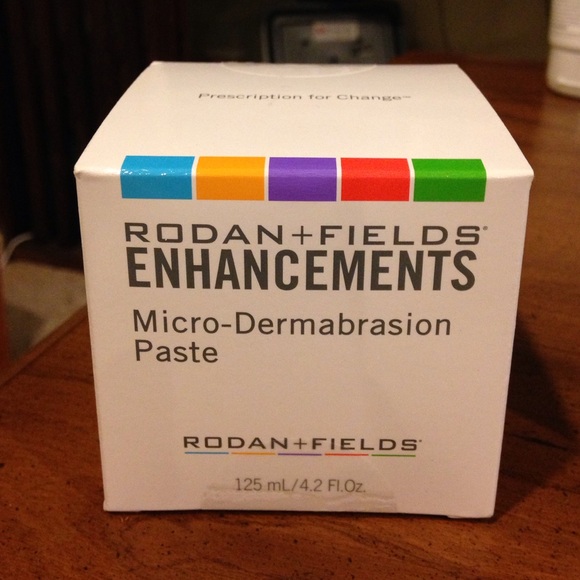 Prescription for Change™
RODAN+FIELDS®
ENHANCEMENTS
Micro-Dermabrasion
Paste
RODAN+FIELDS®
125 mL/4.2 Fl.Oz.